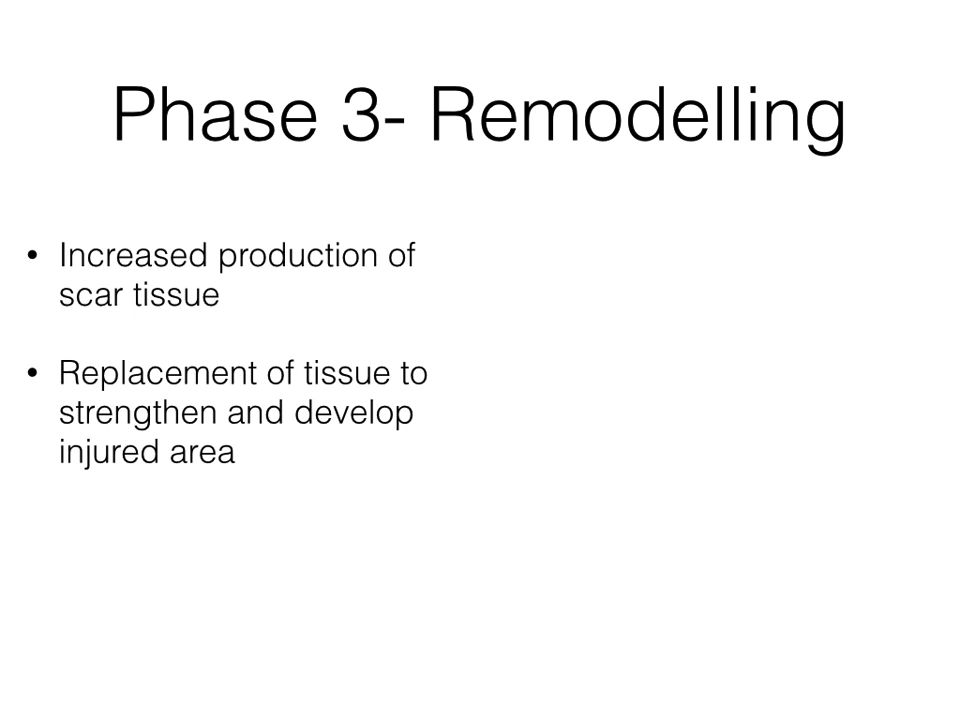 Phase 3- Remodelling
• Increased production of
scar tissue
• Replacement of tissue to
strengthen and develop
injured area